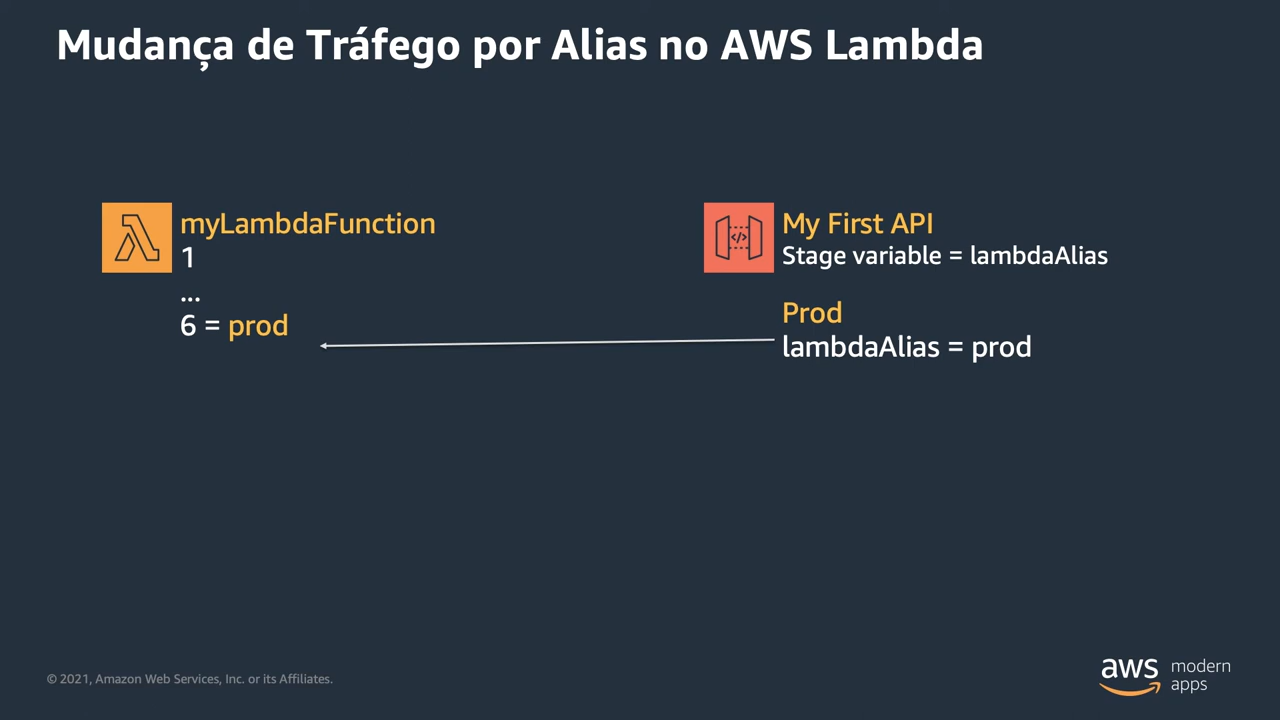 Mudança de Tráfego por Alias no AWS Lambda
myLambdaFunction
1
...
6 = prod
My First API
Stage variable = lambdaAlias
Prod
lambdaAlias = prod
© 2021, Amazon Web Services, Inc. or its Affiliates.
aws modern
apps